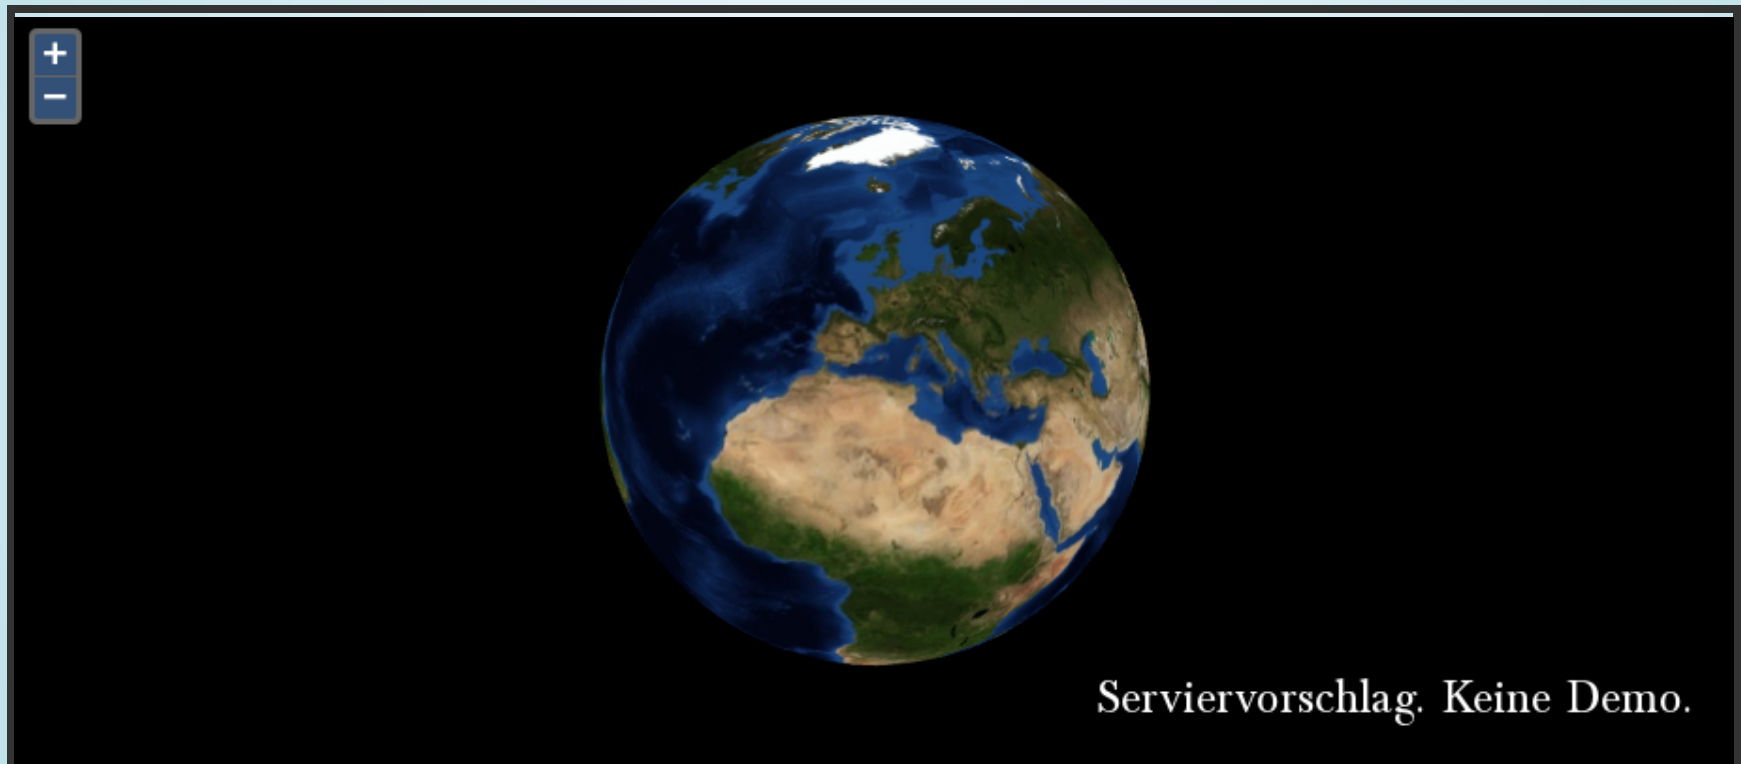 +
−
Serviervorschlag. Keine Demo.